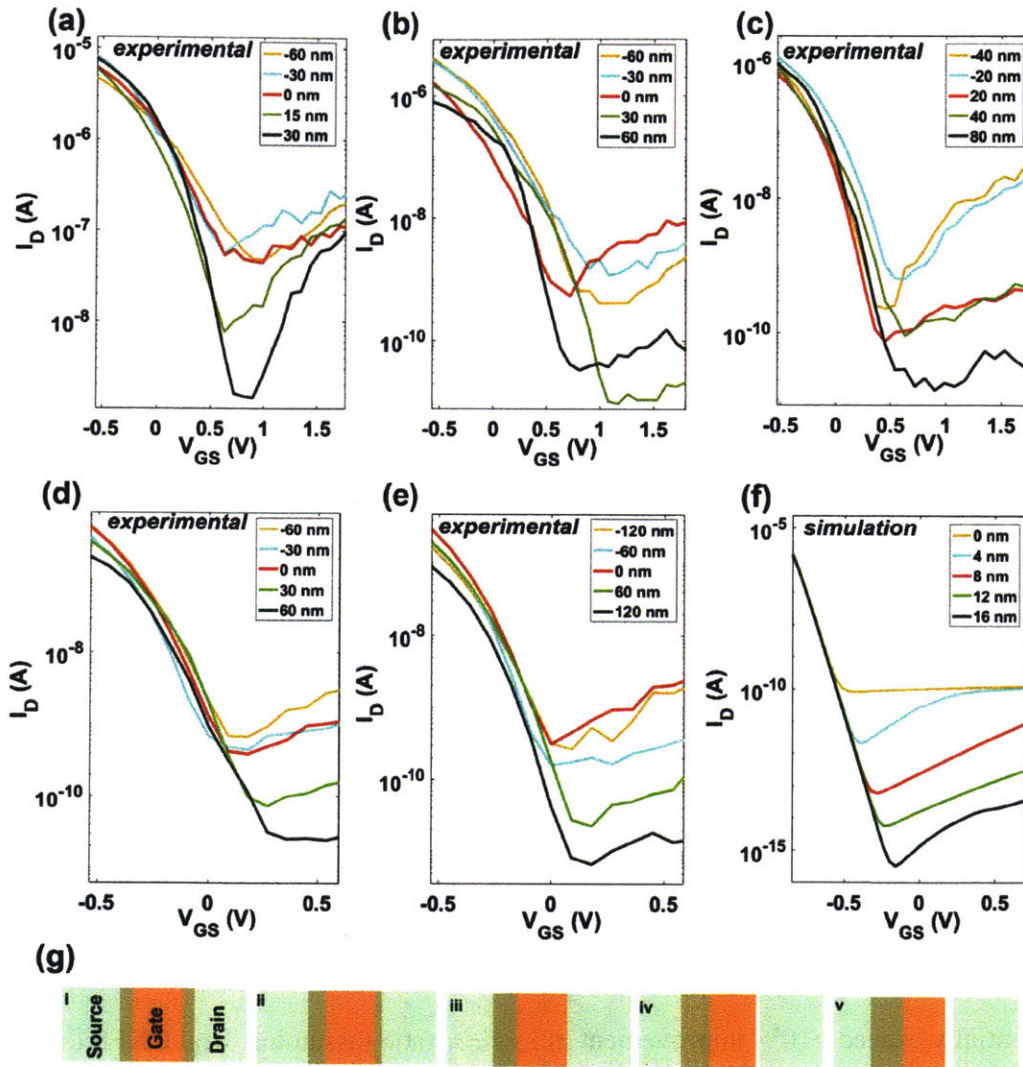 (a)
experimental
-60 nm
-30 nm
0 nm
15 nm
30 nm
10-5
10-6
10-7
10-8
I_D (A)
-0.5 0 0.5 1 1.5
V_GS (V)
(b)
experimental
-60 nm
-30 nm
0 nm
30 nm
60 nm
10-6
10-8
10-10
I_D (A)
-0.5 0 0.5 1 1.5
V_GS (V)
(c)
experimental
-40 nm
-20 nm
20 nm
40 nm
80 nm
10-6
10-8
10-10
I_D (A)
-0.5 0 0.5 1 1.5
V_GS (V)
(d)
experimental
-60 nm
-30 nm
0 nm
30 nm
60 nm
10-8
10-10
I_D (A)
-0.5 0 0.5
V_GS (V)
(e)
experimental
-120 nm
-60 nm
0 nm
60 nm
120 nm
10-8
10-10
I_D (A)
-0.5 0 0.5
V_GS (V)
(f)
simulation
0 nm
4 nm
8 nm
12 nm
16 nm
10-5
10-10
10-15
I_D (A)
-0.5 0 0.5
V_GS (V)
(g)
i Source Gate Drain
ii
iii
iv
v